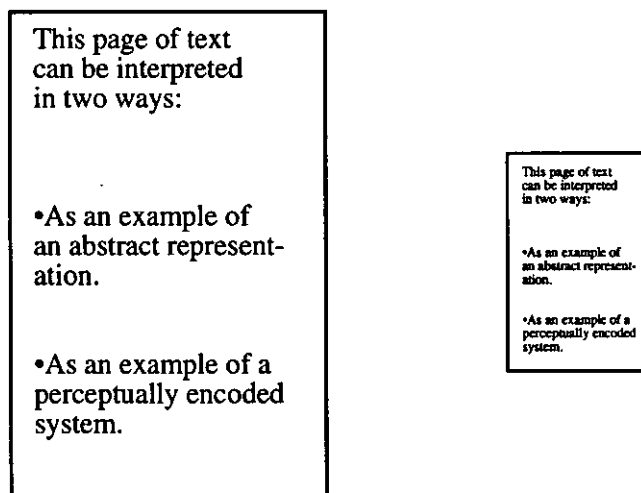 This page of text
can be interpreted
in two ways:
•As an example of
an abstract represent-
ation.
•As an example of a
perceptually encoded
system.
This page of text
can be interpreted
in two ways:
•As an example of
an abstract represent-
ation.
•As an example of a
perceptually encoded
system.